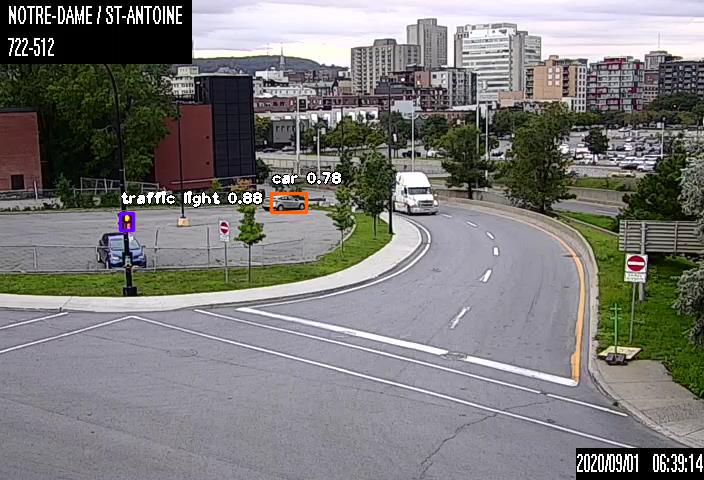 NOTRE-DAME / ST-ANTOINE
722-512
car 0.78
traffic light 0.88
2020/09/01 06:39:14